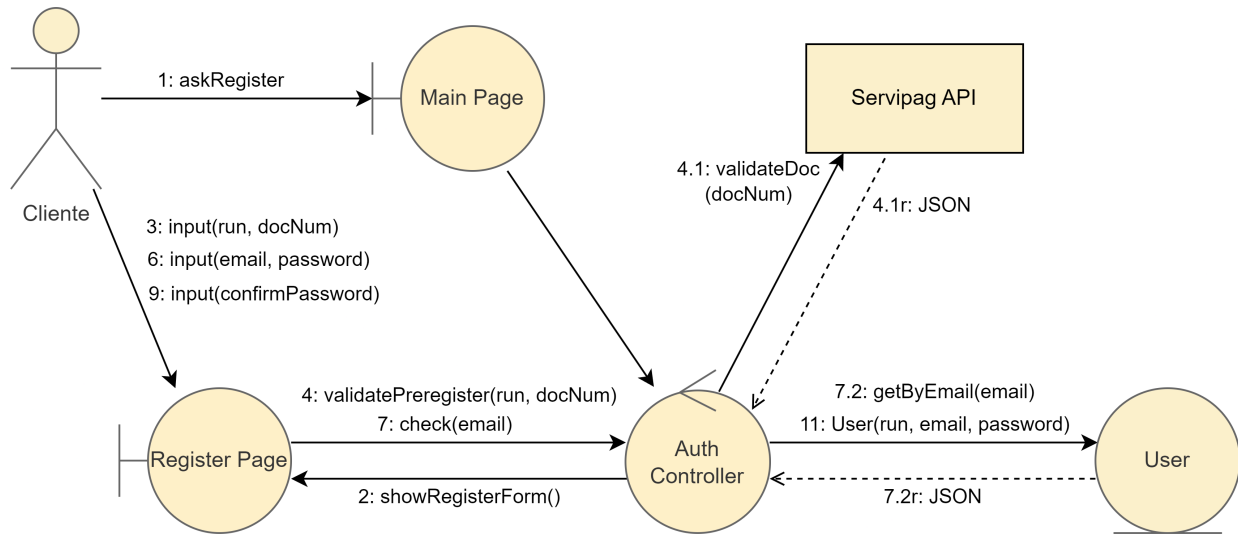 1: askRegister
Main Page
Servipag API
4.1: validateDoc
(docNum)
4.1r: JSON
Cliente
3: input(run, docNum)
6: input(email, password)
9: input(confirmPassword)
4: validatePreregister(run, docNum)
7: check(email)
7.2: getByEmail(email)
11: User(run, email, password)
Register Page
Auth
Controller
User
2: showRegisterForm()
7.2r: JSON